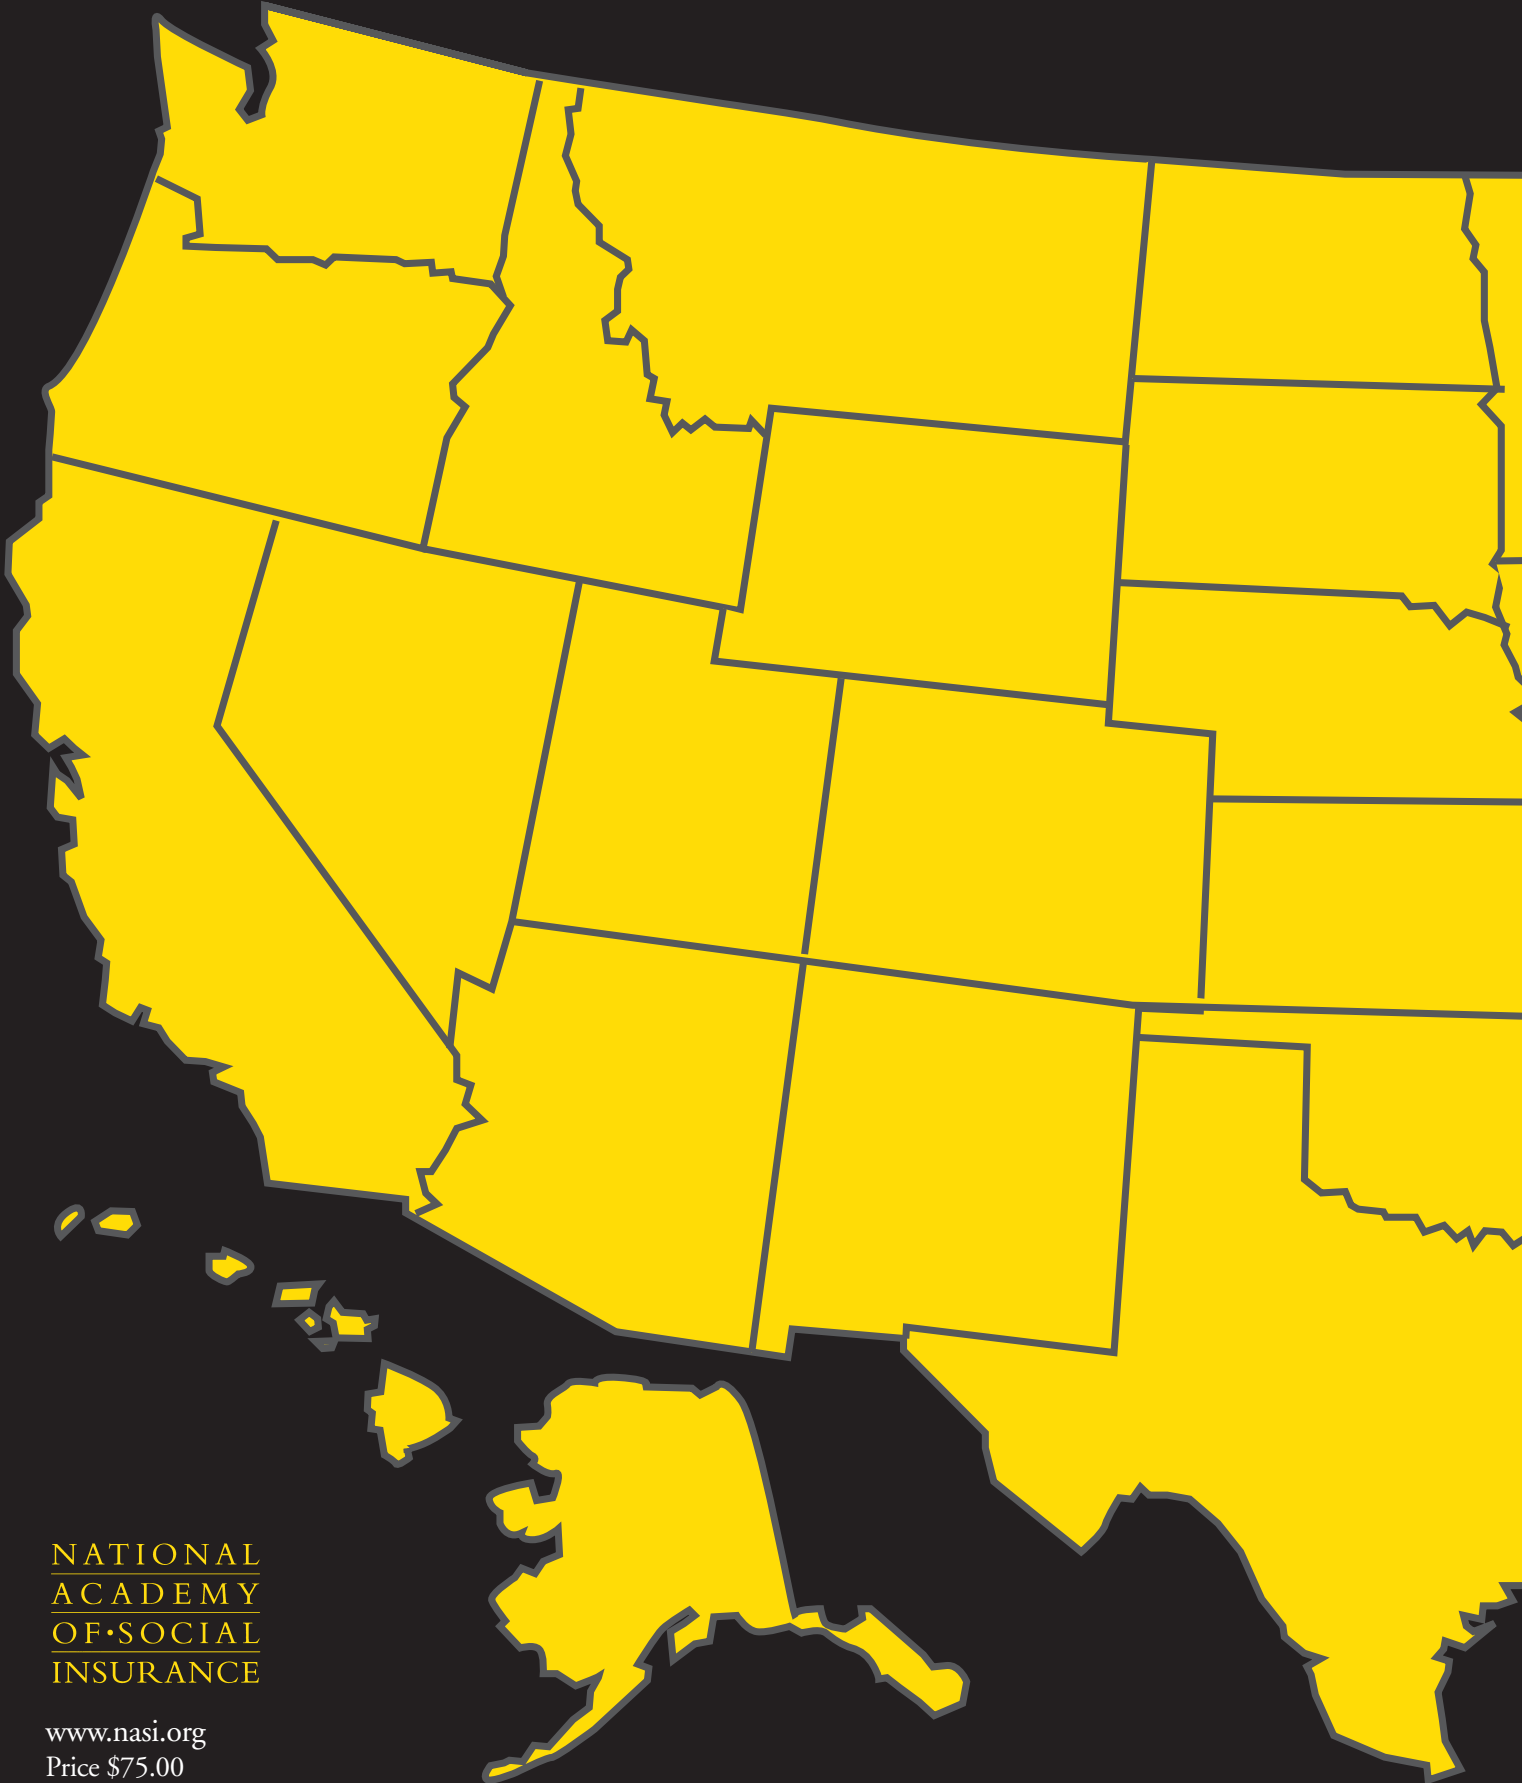 NATIONAL
ACADEMY
OF•SOCIAL
INSURANCE
www.nasi.org
Price $75.00